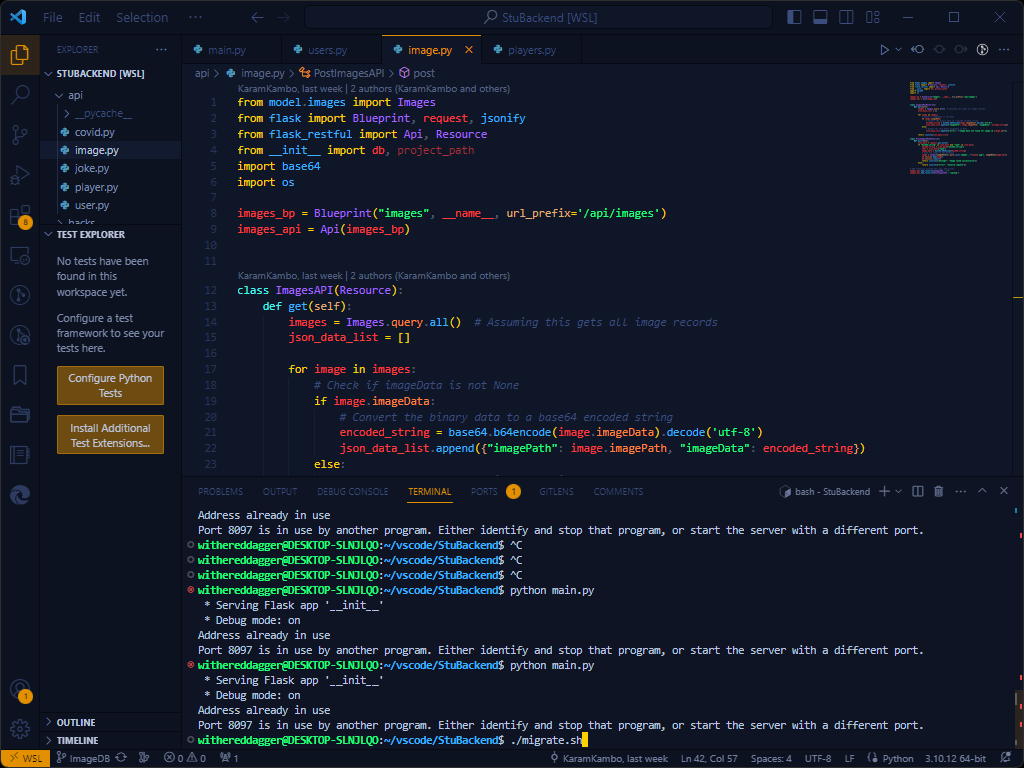 File Edit Selection ··· StuBackend [WSL]
EXPLORER ···
STUBACKEND [WSL]
api
__pycache__
covid.py
image.py
joke.py
player.py
user.py
hacks
8
TEST EXPLORER
No tests have been
found in this
workspace yet.
Configure a test
framework to see your
tests here.
Configure Python
Tests
Install Additional
Test Extensions...
OUTLINE
TIMELINE
1
main.py users.py image.py players.py
api > image.py > PostImagesAPI > post
KaramKambo, last week | 2 authors (KaramKambo and others)
1 from model.images import Images
2 from flask import Blueprint, request, jsonify
3 from flask_restful import Api, Resource
4 from __init__ import db, project_path
5 import base64
6 import os
7
8 images_bp = Blueprint("images", __name__, url_prefix='/api/images')
9 images_api = Api(images_bp)
10
11
KaramKambo, last week | 2 authors (KaramKambo and others)
12 class ImagesAPI(Resource):
13 def get(self):
14 images = Images.query.all() # Assuming this gets all image records
15 json_data_list = []
16
17 for image in images:
18 # Check if imageData is not None
19 if image.imageData:
20 # Convert the binary data to a base64 encoded string
21 encoded_string = base64.b64encode(image.imageData).decode('utf-8')
22 json_data_list.append({"imagePath": image.imagePath, "imageData": encoded_string})
23 else:
PROBLEMS OUTPUT DEBUG CONSOLE TERMINAL PORTS 1 GITLENS COMMENTS bash - StuBackend
Address already in use
Port 8097 is in use by another program. Either identify and stop that program, or start the server with a different port.
withereddagger@DESKTOP-SLNJLQO:~/vscode/StuBackend$ ^C
withereddagger@DESKTOP-SLNJLQO:~/vscode/StuBackend$ ^C
withereddagger@DESKTOP-SLNJLQO:~/vscode/StuBackend$ ^C
withereddagger@DESKTOP-SLNJLQO:~/vscode/StuBackend$ python main.py
* Serving Flask app '__init__'
* Debug mode: on
Address already in use
Port 8097 is in use by another program. Either identify and stop that program, or start the server with a different port.
withereddagger@DESKTOP-SLNJLQO:~/vscode/StuBackend$ python main.py
* Serving Flask app '__init__'
* Debug mode: on
Address already in use
Port 8097 is in use by another program. Either identify and stop that program, or start the server with a different port.
withereddagger@DESKTOP-SLNJLQO:~/vscode/StuBackend$ ./migrate.sh
WSL ImageDB 0 0 1 KaramKambo, last week Ln 42, Col 57 Spaces: 4 UTF-8 LF Python 3.10.12 64-bit